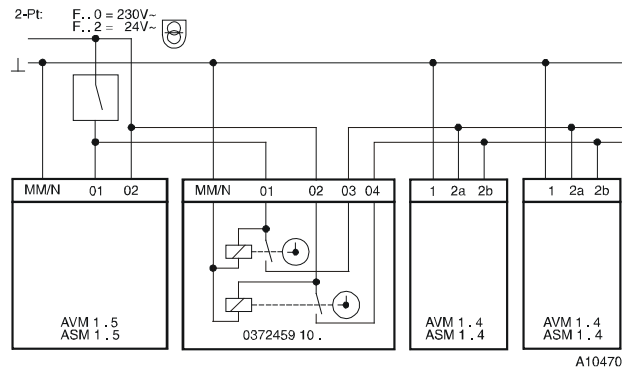 2-Pt: F..0 = 230V~
F..2 = 24V~
MM/N 01 02
MM/N 01 02 03 04
1 2a 2b
1 2a 2b
AVM 1.5
ASM 1.5
0372459 10.
AVM 1.4
ASM 1.4
AVM 1.4
ASM 1.4
A10470